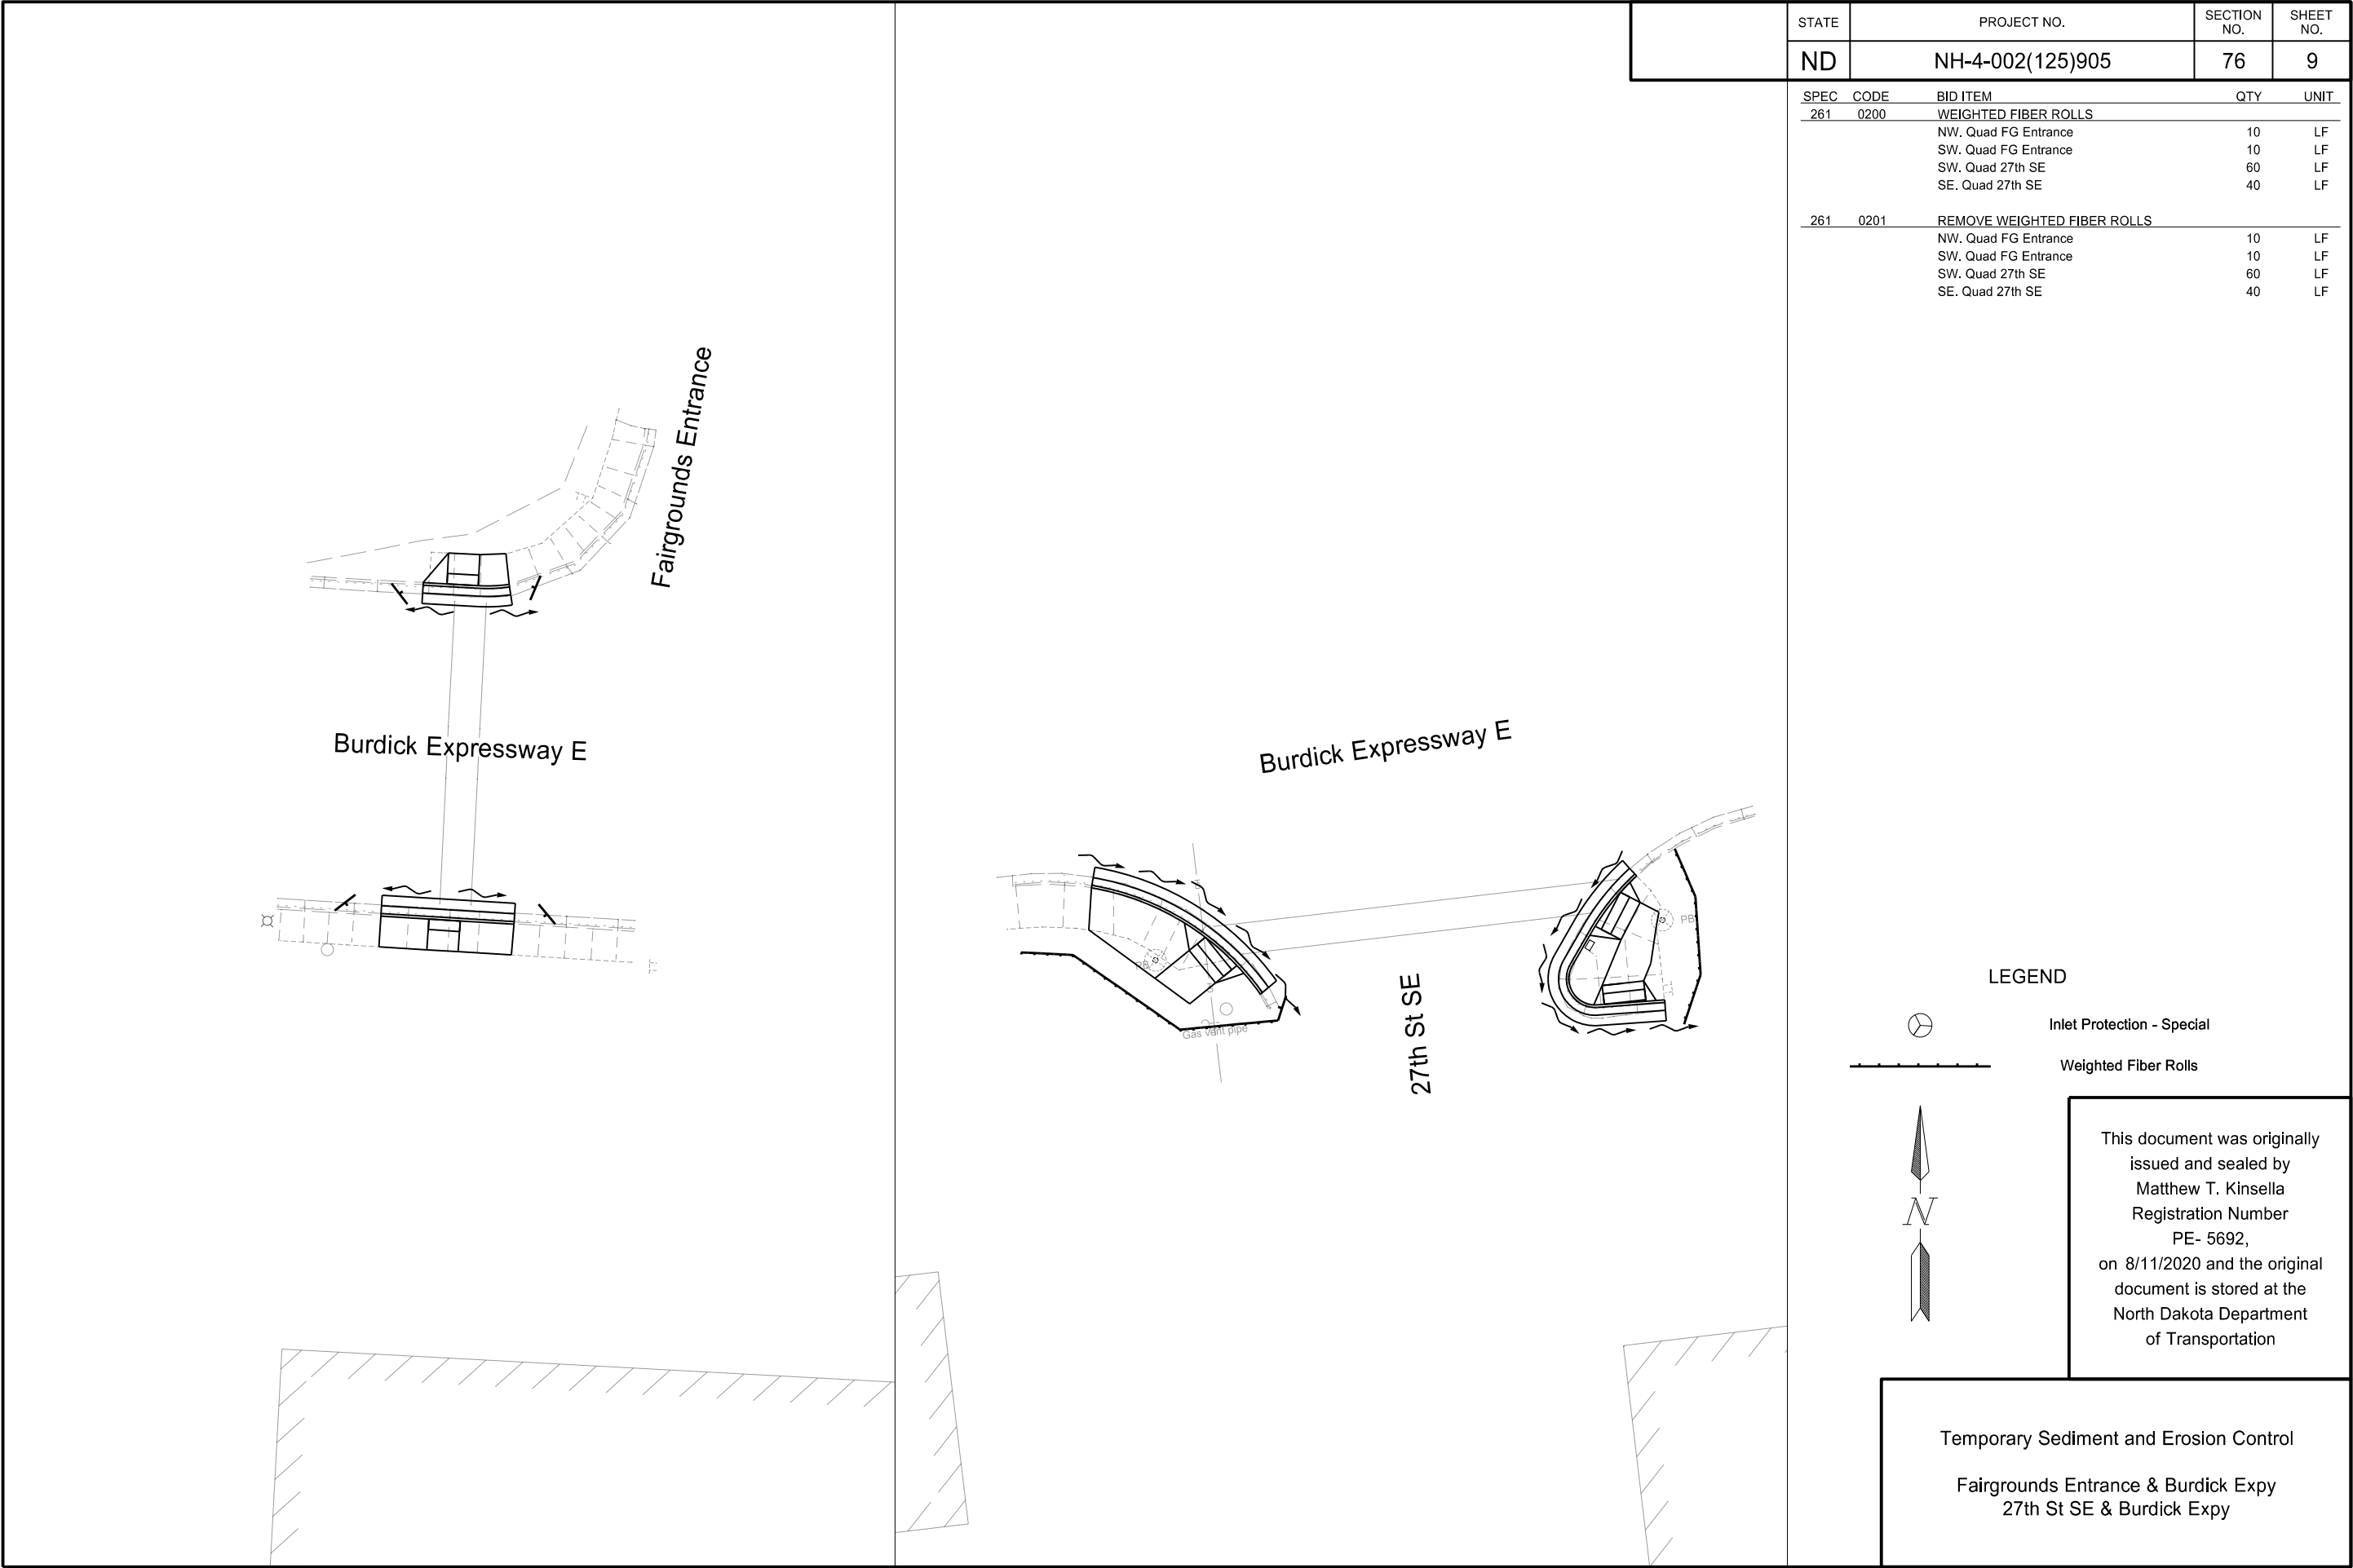 STATE PROJECT NO. SECTION NO. SHEET NO.
ND NH-4-002(125)905 76 9
SPEC CODE BID ITEM QTY UNIT
261 0200 WEIGHTED FIBER ROLLS
NW. Quad FG Entrance 10 LF
SW. Quad FG Entrance 10 LF
SW. Quad 27th SE 60 LF
SE. Quad 27th SE 40 LF
261 0201 REMOVE WEIGHTED FIBER ROLLS
NW. Quad FG Entrance 10 LF
SW. Quad FG Entrance 10 LF
SW. Quad 27th SE 60 LF
SE. Quad 27th SE 40 LF
Fairgrounds Entrance
Burdick Expressway E
Burdick Expressway E
27th St SE
PB
PB
Gas vent pipe
LEGEND
Inlet Protection - Special
Weighted Fiber Rolls
N
This document was originally
issued and sealed by
Matthew T. Kinsella
Registration Number
PE- 5692,
on 8/11/2020 and the original
document is stored at the
North Dakota Department
of Transportation
Temporary Sediment and Erosion Control
Fairgrounds Entrance & Burdick Expy
27th St SE & Burdick Expy